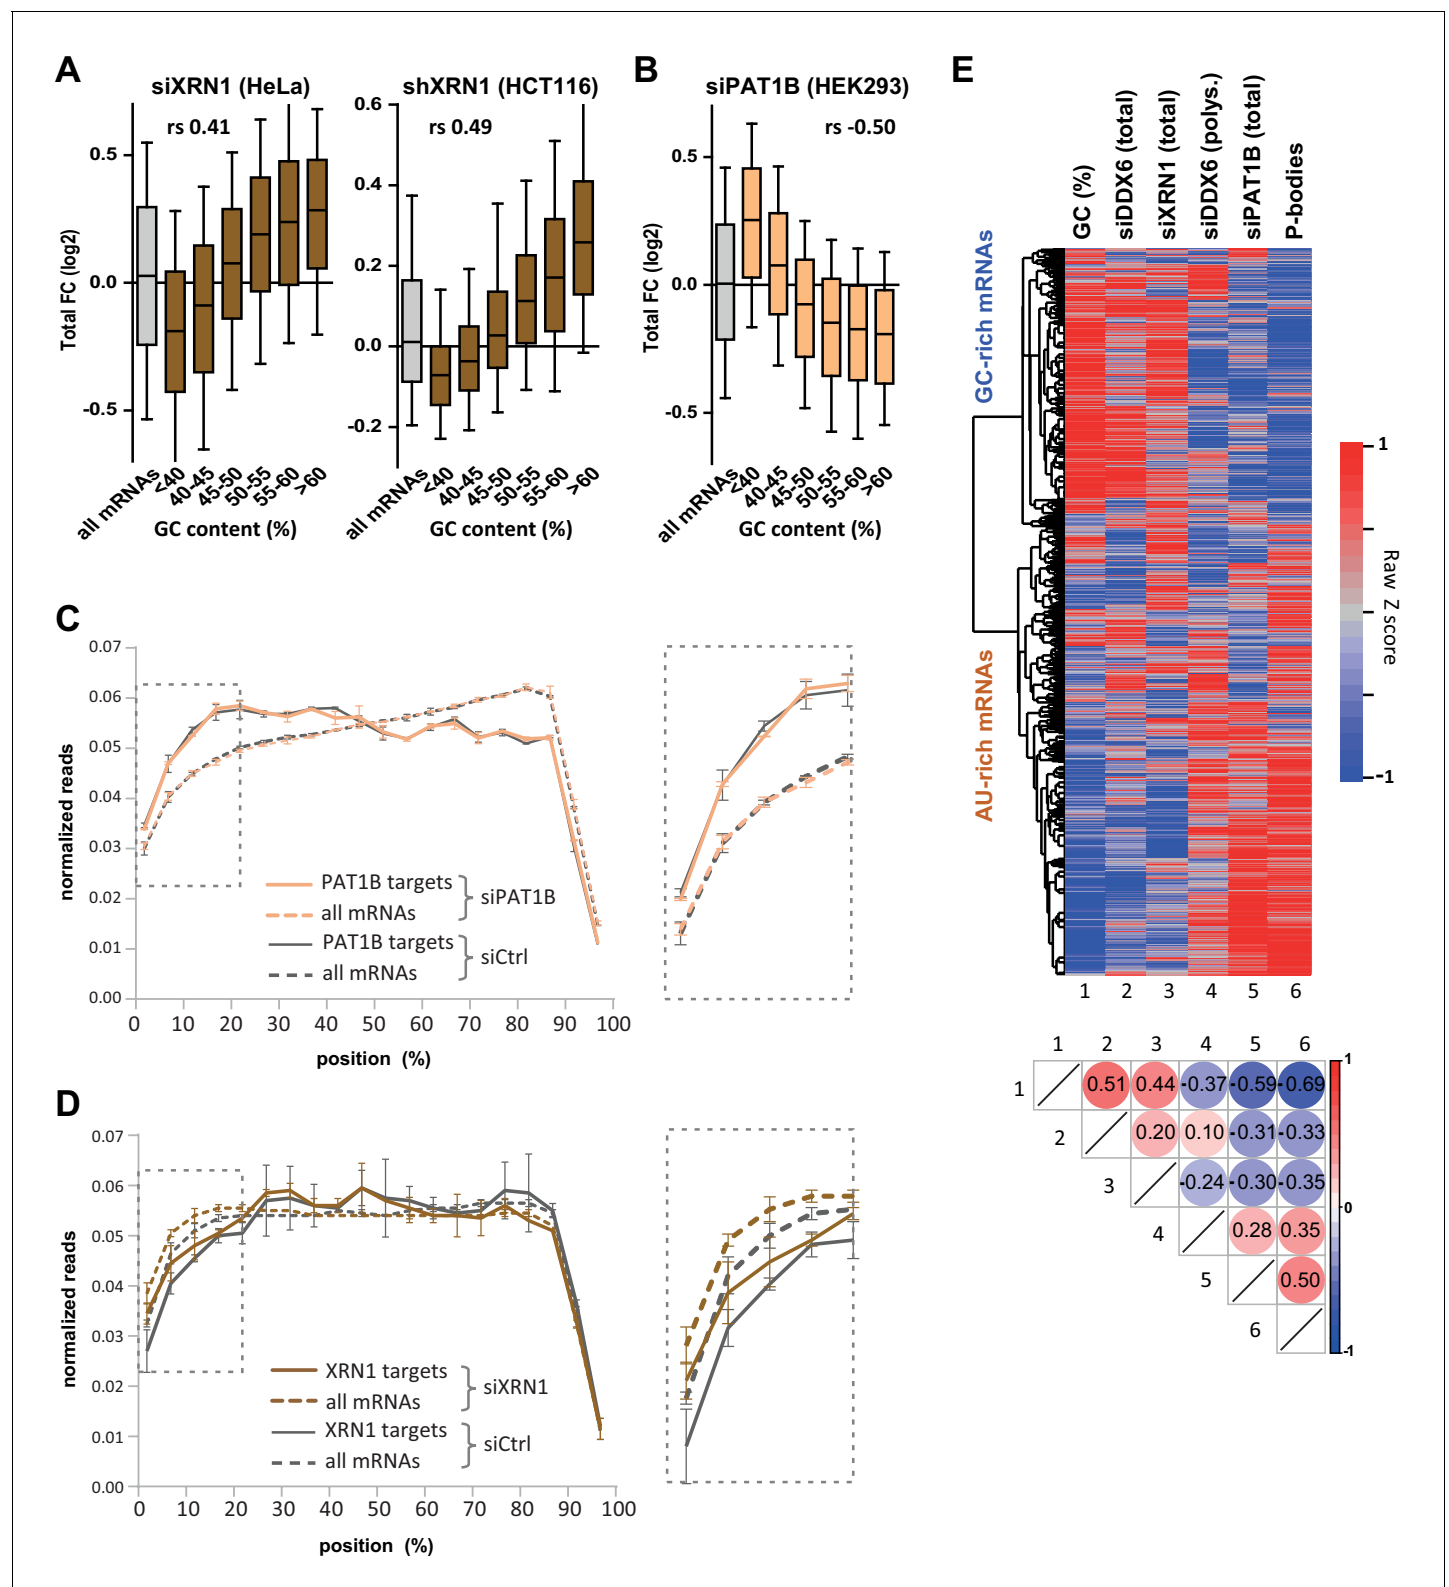 A
siXRN1 (HeLa)
rs 0.41
Total FC (log2)
0.5
0.0
-0.5
all mRNAs
<40
40-45
45-50
50-55
55-60
>60
GC content (%)
shXRN1 (HCT116)
rs 0.49
0.6
0.4
0.2
0.0
-0.2
all mRNAs
<40
40-45
45-50
50-55
55-60
>60
GC content (%)
B
siPAT1B (HEK293)
rs -0.50
Total FC (log2)
0.5
0.0
-0.5
all mRNAs
<40
40-45
45-50
50-55
55-60
>60
GC content (%)
C
normalized reads
0.07
0.06
0.05
0.04
0.03
0.02
0.01
0.00
0 10 20 30 40 50 60 70 80 90 100
position (%)
PAT1B targets
all mRNAs
siPAT1B
PAT1B targets
all mRNAs
siCtrl
D
normalized reads
0.07
0.06
0.05
0.04
0.03
0.02
0.01
0.00
0 10 20 30 40 50 60 70 80 90 100
position (%)
XRN1 targets
all mRNAs
siXRN1
XRN1 targets
all mRNAs
siCtrl
E
GC (%)
siDDX6 (total)
siXRN1 (total)
siDDX6 (polys.)
siPAT1B (total)
P-bodies
GC-rich mRNAs
AU-rich mRNAs
1
-1
Raw Z score
1 2 3 4 5 6
1 2 3 4 5 6
1 0.51 0.44 -0.37 -0.59 -0.69
2 0.20 0.10 -0.31 -0.33
3 -0.24 -0.30 -0.35
4 0.28 0.35
5 0.50
6
1
0
-1